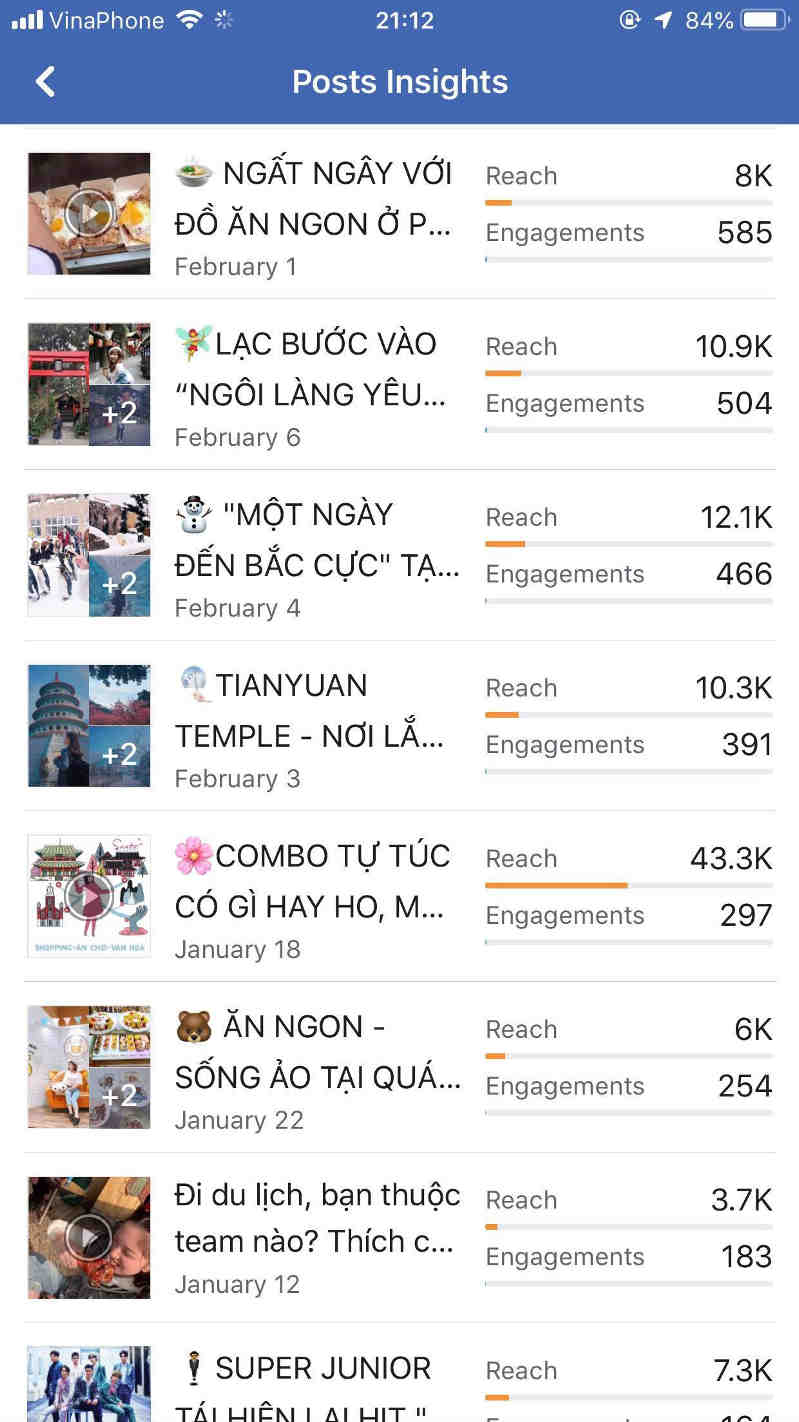 VinaPhone 21:12 84%
Posts Insights
NGẤT NGÂY VỚI
ĐỒ ĂN NGON Ở P...
February 1
Reach 8K
Engagements 585
LẠC BƯỚC VÀO
“NGÔI LÀNG YÊU...
February 6
Reach 10.9K
Engagements 504
+2
"MỘT NGÀY
ĐẾN BẮC CỰC" TẠ...
February 4
Reach 12.1K
Engagements 466
+2
TIANYUAN
TEMPLE - NƠI LẮ...
February 3
Reach 10.3K
Engagements 391
+2
COMBO TỰ TÚC
CÓ GÌ HAY HO, M...
January 18
Reach 43.3K
Engagements 297
SHOPPING-ĂN CHƠI-VĂN HÓA
ĂN NGON -
SỐNG ẢO TẠI QUÁ...
January 22
Reach 6K
Engagements 254
+2
Đi du lịch, bạn thuộc
team nào? Thích c...
January 12
Reach 3.7K
Engagements 183
SUPER JUNIOR
TÁI HIỆN LẠI HIT "
Reach 7.3K